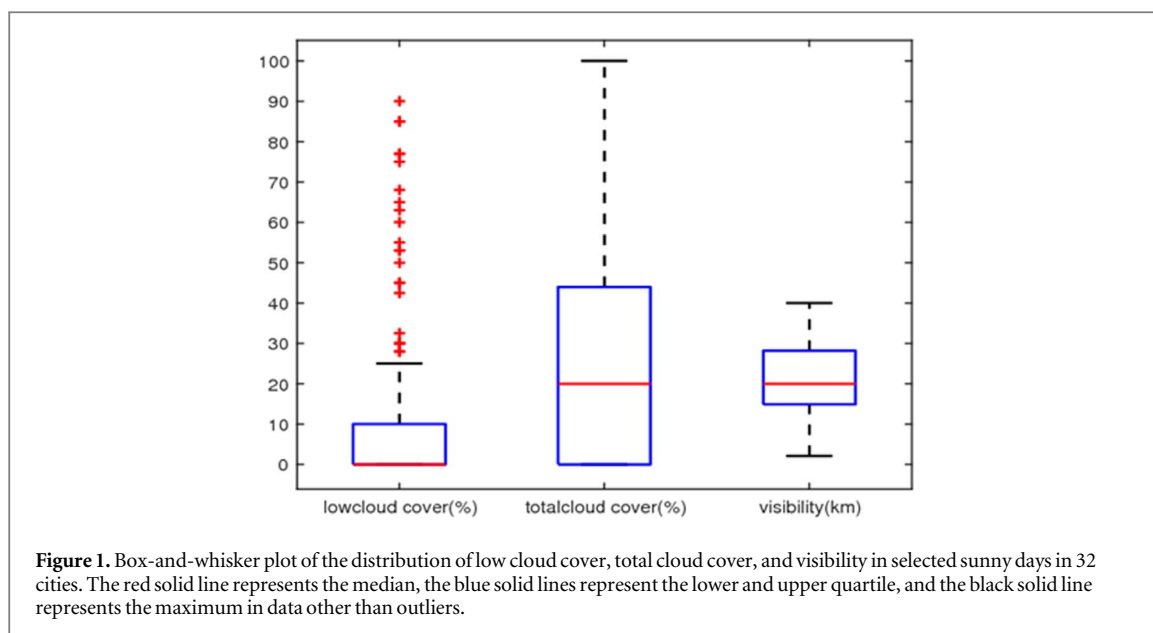 100
90
80
70
60
50
40
30
20
10
0
lowcloud cover(%) totalcloud cover(%) visibility(km)
Figure 1. Box-and-whisker plot of the distribution of low cloud cover, total cloud cover, and visibility in selected sunny days in 32
cities. The red solid line represents the median, the blue solid lines represent the lower and upper quartile, and the black solid line
represents the maximum in data other than outliers.